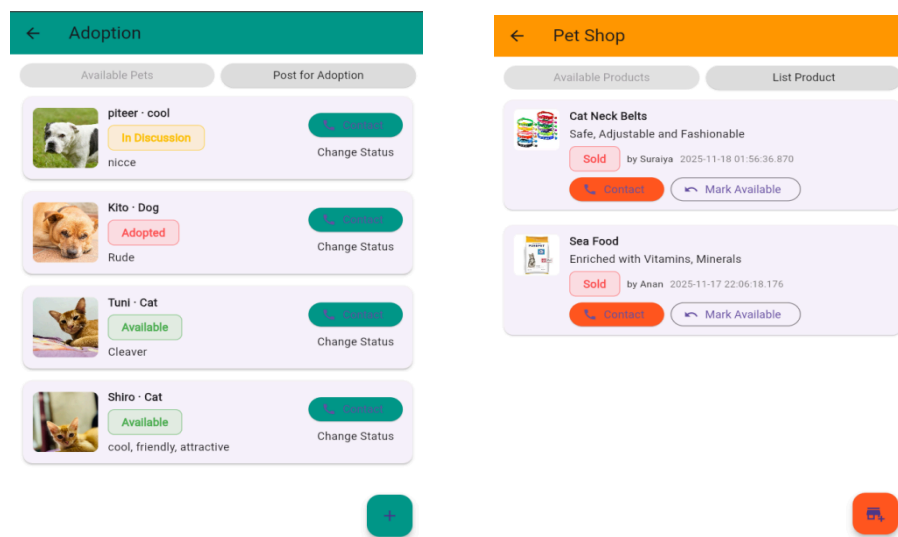 Adoption
Available Pets
Post for Adoption
piteer · cool
In Discussion
nicce
Contact
Change Status
Kito · Dog
Adopted
Rude
Contact
Change Status
Tuni · Cat
Available
Cleaver
Contact
Change Status
Shiro · Cat
Available
cool, friendly, attractive
Contact
Change Status
Pet Shop
Available Products
List Product
Cat Neck Belts
Safe, Adjustable and Fashionable
Sold by Suraiya 2025-11-18 01:56:36.870
Contact
Mark Available
Sea Food
Enriched with Vitamins, Minerals
Sold by Anan 2025-11-17 22:06:18.176
Contact
Mark Available